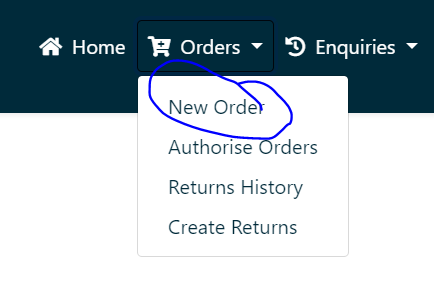 Home Orders Enquiries
New Order
Authorise Orders
Returns History
Create Returns